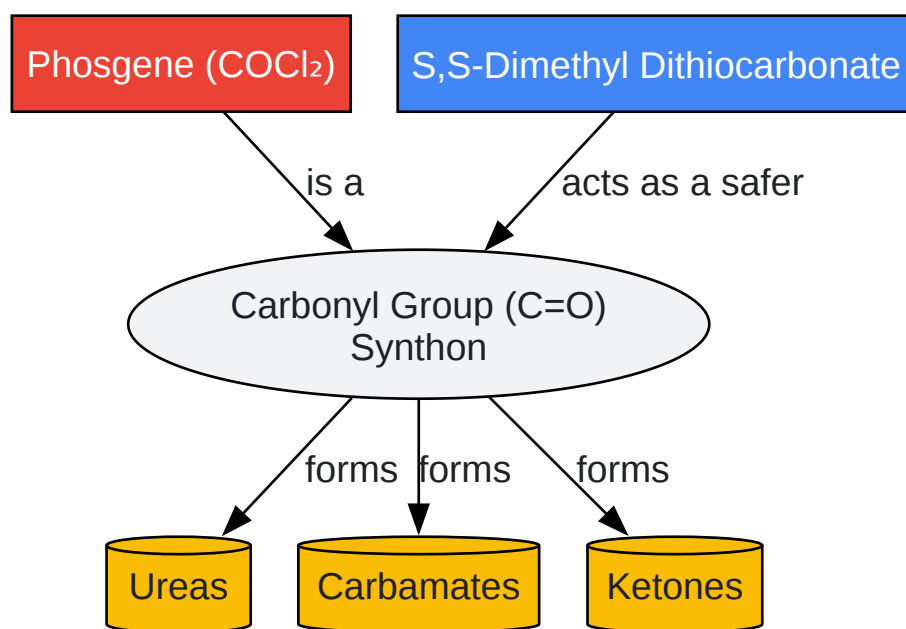 Phosgene (COCl₂)
S,S-Dimethyl Dithiocarbonate
is a
acts as a safer
Carbonyl Group (C=O)
Synthon
forms
forms
forms
Ureas
Carbamates
Ketones